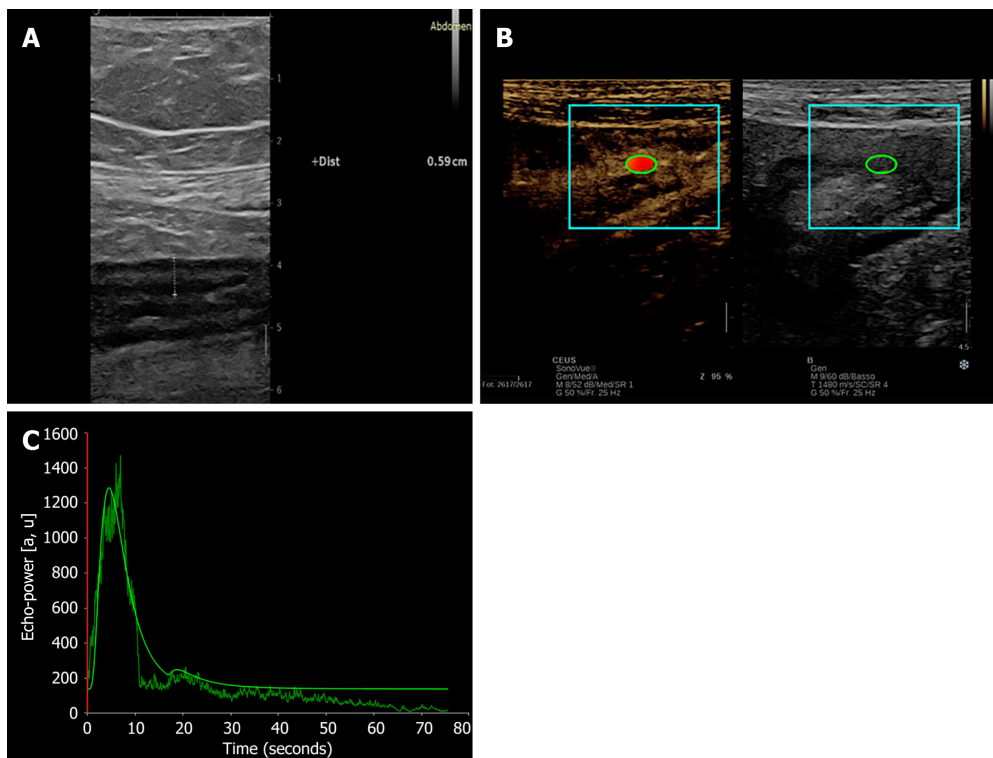 A
Abdomen
1
2
+Dist 0.59 cm
3
4
5
6
B
4.5
CEUS
SonoVue®
Gen/Med/A
M 8/52 dB/Med/SR 1
G 50 %/Fr. 25 Hz
Z 95 %
Fot: 2617/2617
B
Gen
M 9/60 dB/Basso
T 1480 m/s/SC/SR 4
G 50 %/Fr. 25 Hz
C
Echo-power [a, u]
1600
1400
1200
1000
800
600
400
200
0
0 10 20 30 40 50 60 70 80
Time (seconds)